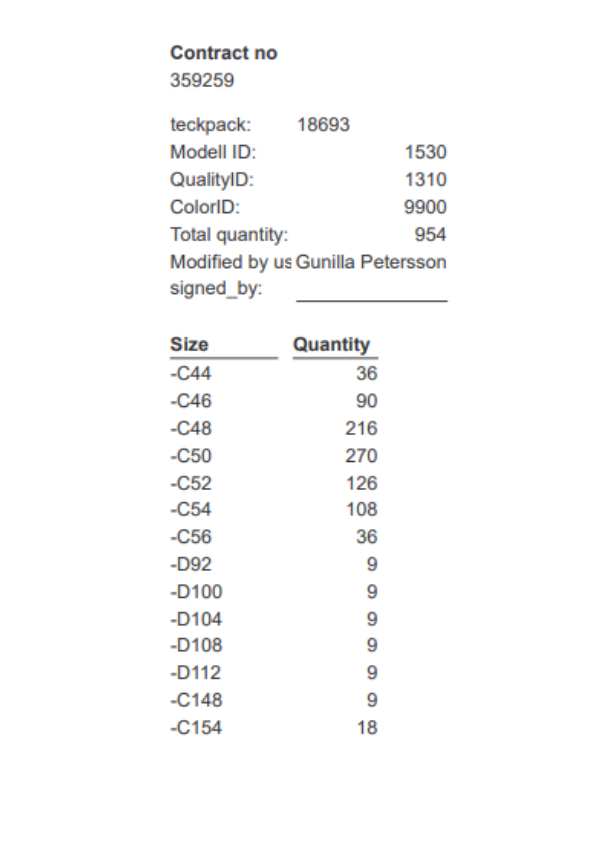 Contract no
359259
teckpack: 18693
Modell ID: 1530
QualityID: 1310
ColorID: 9900
Total quantity: 954
Modified by us Gunilla Petersson
signed_by:
Size Quantity
-C44 36
-C46 90
-C48 216
-C50 270
-C52 126
-C54 108
-C56 36
-D92 9
-D100 9
-D104 9
-D108 9
-D112 9
-C148 9
-C154 18